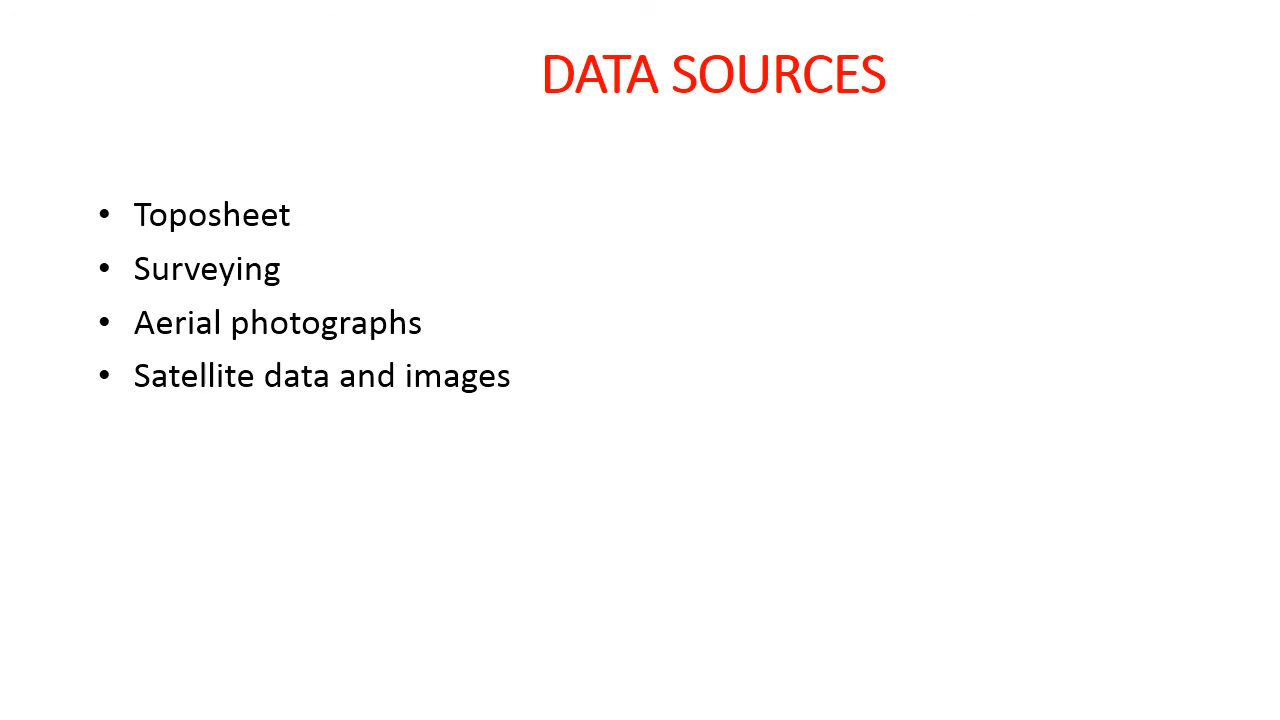 DATA SOURCES
• Toposheet
• Surveying
• Aerial photographs
• Satellite data and images